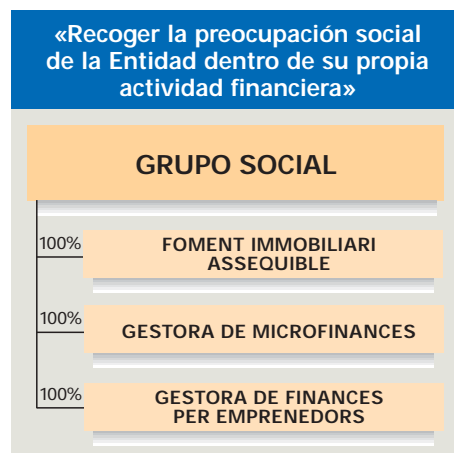 «Recoger la preocupación social
de la Entidad dentro de su propia
actividad financiera»
GRUPO SOCIAL
100%
FOMENT IMMOBILIARI
ASSEQUIBLE
100%
GESTORA DE MICROFINANCES
100%
GESTORA DE FINANCES
PER EMPRENEDORS